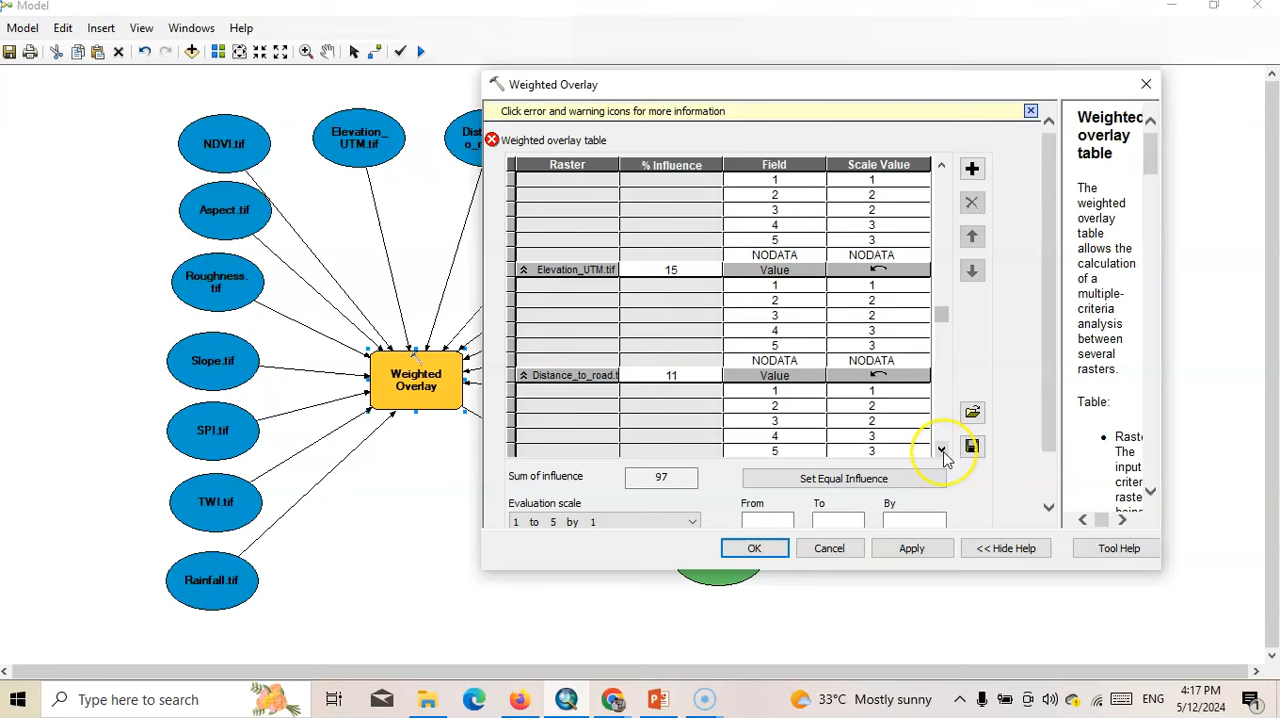 Model
Model Edit Insert View Windows Help
NDVI.tif
Elevation_
UTM.tif
Aspect.tif
Roughness.
tif
Slope.tif
SPI.tif
TWI.tif
Rainfall.tif
Weighted
Overlay
Weighted Overlay
Click error and warning icons for more information
Weighted overlay table
Raster % Influence Field Scale Value
1 1
2 2
3 2
4 3
5 3
NODATA NODATA
Elevation_UTM.tif 15 Value
1 1
2 2
3 2
4 3
5 3
NODATA NODATA
Distance_to_road.t 11 Value
1 1
2 2
3 2
4 3
5 3
Sum of influence 97 Set Equal Influence
Evaluation scale From To By
1 to 5 by 1
OK Cancel Apply << Hide Help Tool Help
Weighted
overlay
table
The
weighted
overlay
table
allows the
calculation
of a
multiple-
criteria
analysis
between
several
rasters.
Table:
• Rast
The
input
criter
raste
Type here to search
33°C Mostly sunny
ENG
4:17 PM
5/12/2024
1